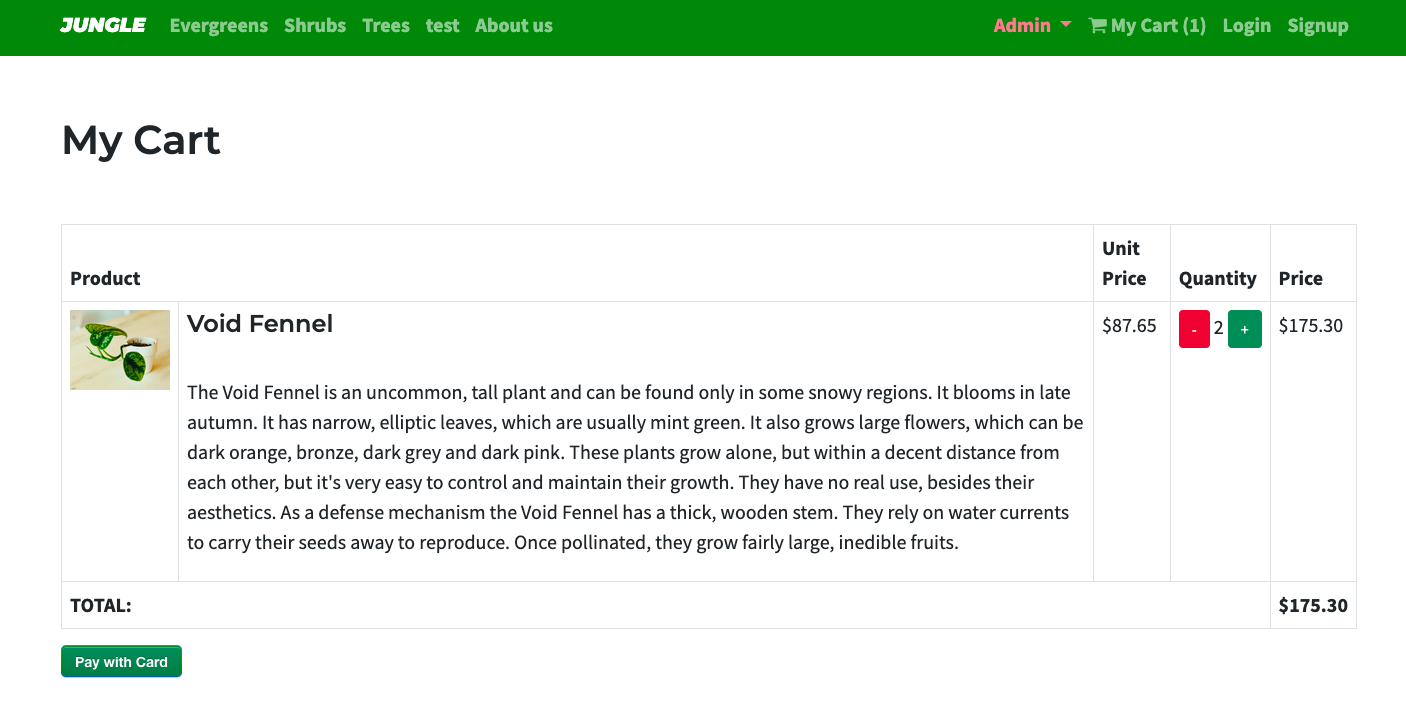 JUNGLE Evergreens Shrubs Trees test About us Admin My Cart (1) Login Signup
My Cart
Product Unit Price Quantity Price
Void Fennel $87.65 - 2 + $175.30
The Void Fennel is an uncommon, tall plant and can be found only in some snowy regions. It blooms in late
autumn. It has narrow, elliptic leaves, which are usually mint green. It also grows large flowers, which can be
dark orange, bronze, dark grey and dark pink. These plants grow alone, but within a decent distance from
each other, but it's very easy to control and maintain their growth. They have no real use, besides their
aesthetics. As a defense mechanism the Void Fennel has a thick, wooden stem. They rely on water currents
to carry their seeds away to reproduce. Once pollinated, they grow fairly large, inedible fruits.
TOTAL: $175.30
Pay with Card